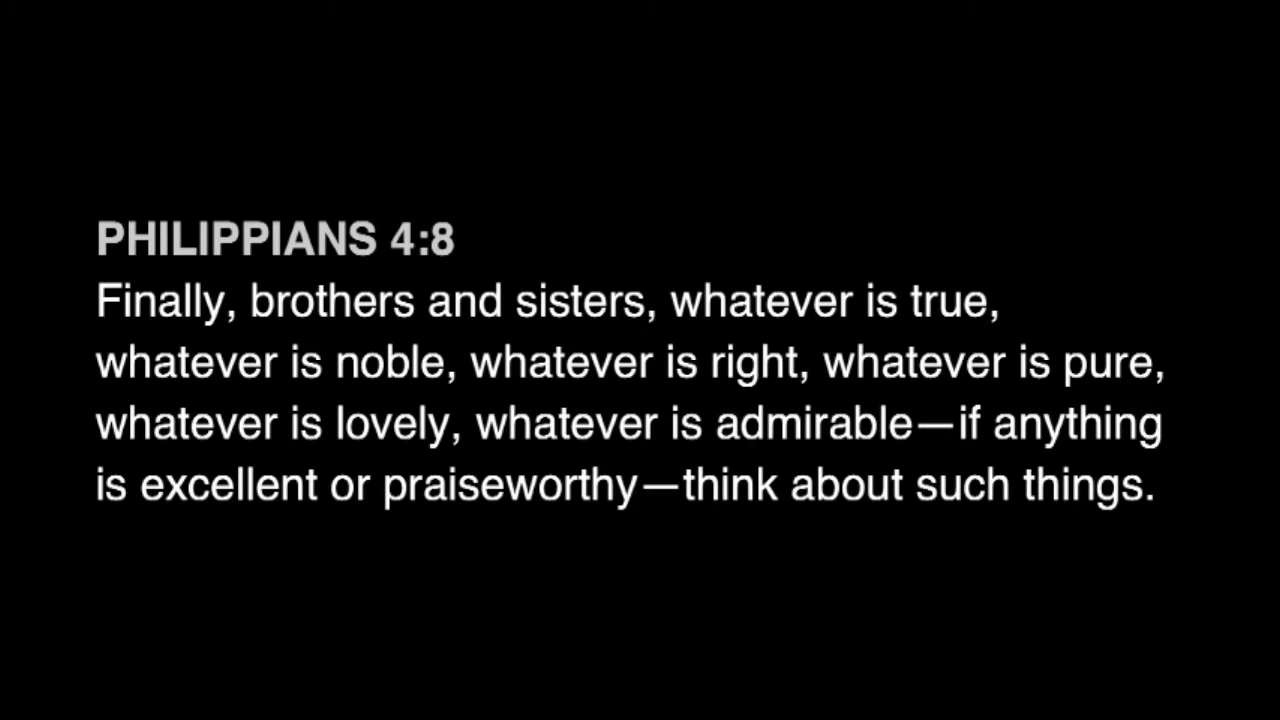 PHILIPPIANS 4:8
Finally, brothers and sisters, whatever is true,
whatever is noble, whatever is right, whatever is pure,
whatever is lovely, whatever is admirable—if anything
is excellent or praiseworthy—think about such things.